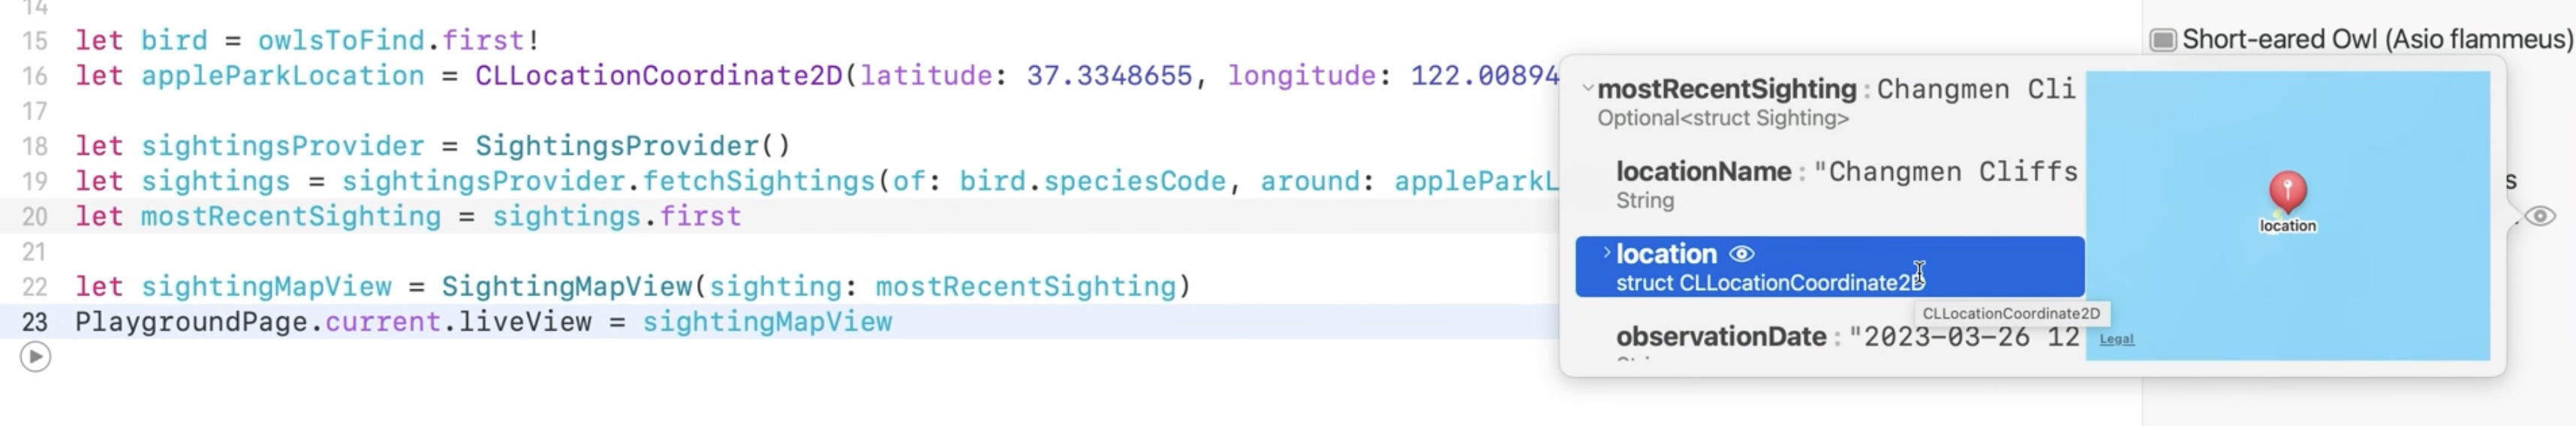 14
15 let bird = owlsToFind.first!
16 let appleParkLocation = CLLocationCoordinate2D(latitude: 37.3348655, longitude: 122.00894
17
18 let sightingsProvider = SightingsProvider()
19 let sightings = sightingsProvider.fetchSightings(of: bird.speciesCode, around: appleParkL
20 let mostRecentSighting = sightings.first
21
22 let sightingMapView = SightingMapView(sighting: mostRecentSighting)
23 PlaygroundPage.current.liveView = sightingMapView
Short-eared Owl (Asio flammeus)
mostRecentSighting : Changmen Cli
Optional<struct Sighting>
locationName : "Changmen Cliffs
String
location
struct CLLocationCoordinate2D
CLLocationCoordinate2D
observationDate : "2023-03-26 12
location
Legal
s